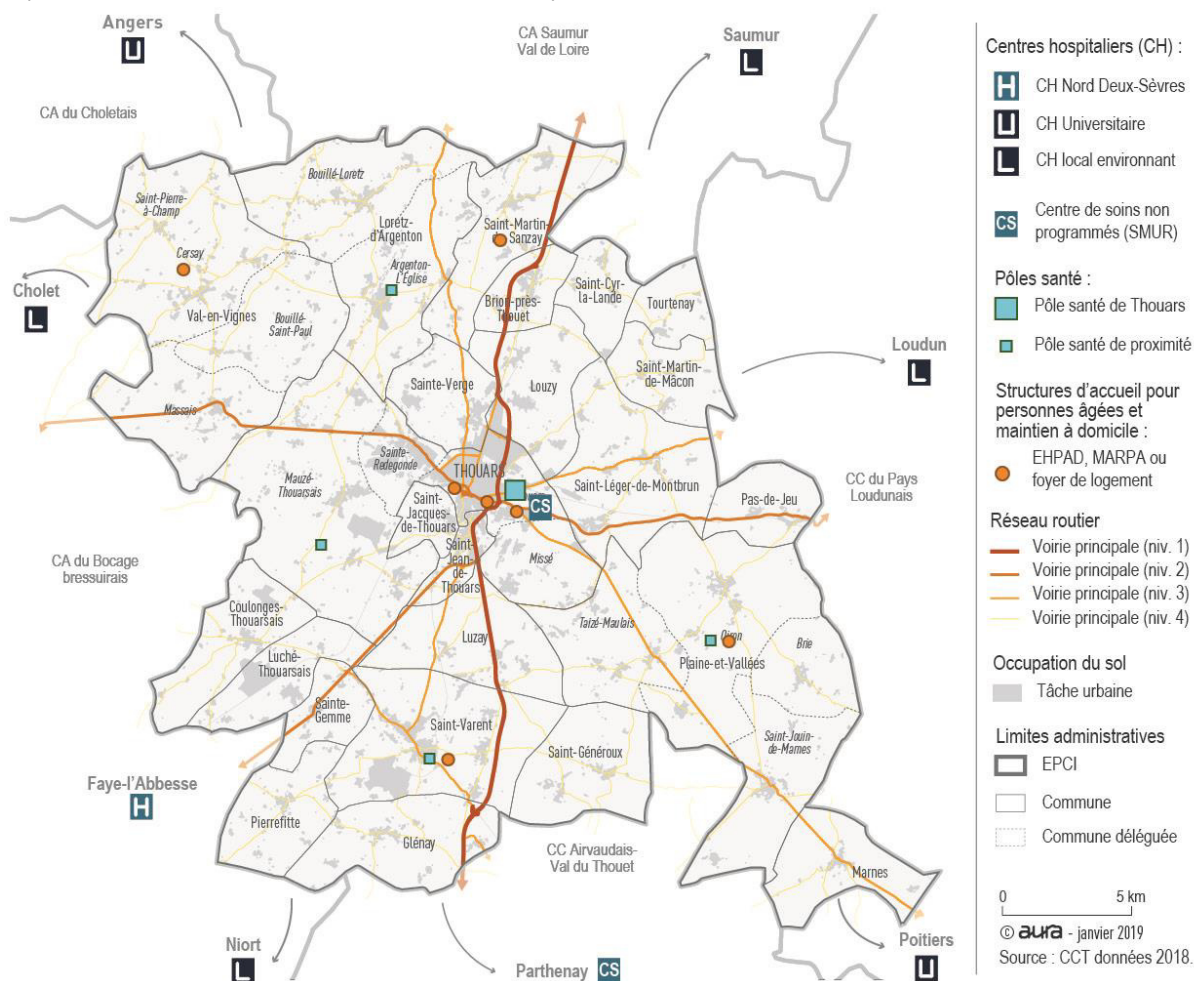 Angers
U
CA Saumur
Val de Loire
Saumur
L
CA du Choletais
Bouillé-Loretz
Saint-Pierre-
à-Champ
Loretz-
d'Argenton
Saint-Martin-
Sanzay
Cersay
Argenton-
L'Église
Saint-Cyr-
la-Lande
Tourtenay
Cholet
L
Val-en-Vignes
Bouillé-
Saint-Paul
Brion-près-
Thouet
Loudun
L
Sainte-Verge
Louzy
Saint-Martin-
de-Mâcon
Massais
Sainte-
Radegonde
THOUARS
Mauzé-
Thouarsais
Saint-
Jacques-
de-Thouars
CS
Saint-Léger-de-Montbrun
Pas-de-Jeu
CC du Pays
Loudunais
CA du Bocage
bressuirais
Saint-
Jean-
de-
Thouars
Missé
Coulonges-
Thouarsais
Taizé-Maulais
Luzay
Oiron
Brie
Plaine-et-Vallées
Luché-
Thouarsais
Sainte-
Gemme
Saint-Varent
Saint-Généroux
Saint-Jouin-
de-Marnes
Faye-l'Abbesse
H
Pierrefitte
Glénay
CC Airvaudais-
Val du Thouet
Marnes
Niort
L
Parthenay CS
Poitiers
U
Centres hospitaliers (CH) :
H CH Nord Deux-Sèvres
U CH Universitaire
L CH local environnant
CS Centre de soins non
programmés (SMUR)
Pôles santé :
Pôle santé de Thouars
Pôle santé de proximité
Structures d'accueil pour
personnes âgées et
maintien à domicile :
EHPAD, MARPA ou
foyer de logement
Réseau routier
Voirie principale (niv. 1)
Voirie principale (niv. 2)
Voirie principale (niv. 3)
Voirie principale (niv. 4)
Occupation du sol
Tâche urbaine
Limites administratives
EPCI
Commune
Commune déléguée
0 5 km
© aura - janvier 2019
Source : CCT données 2018.